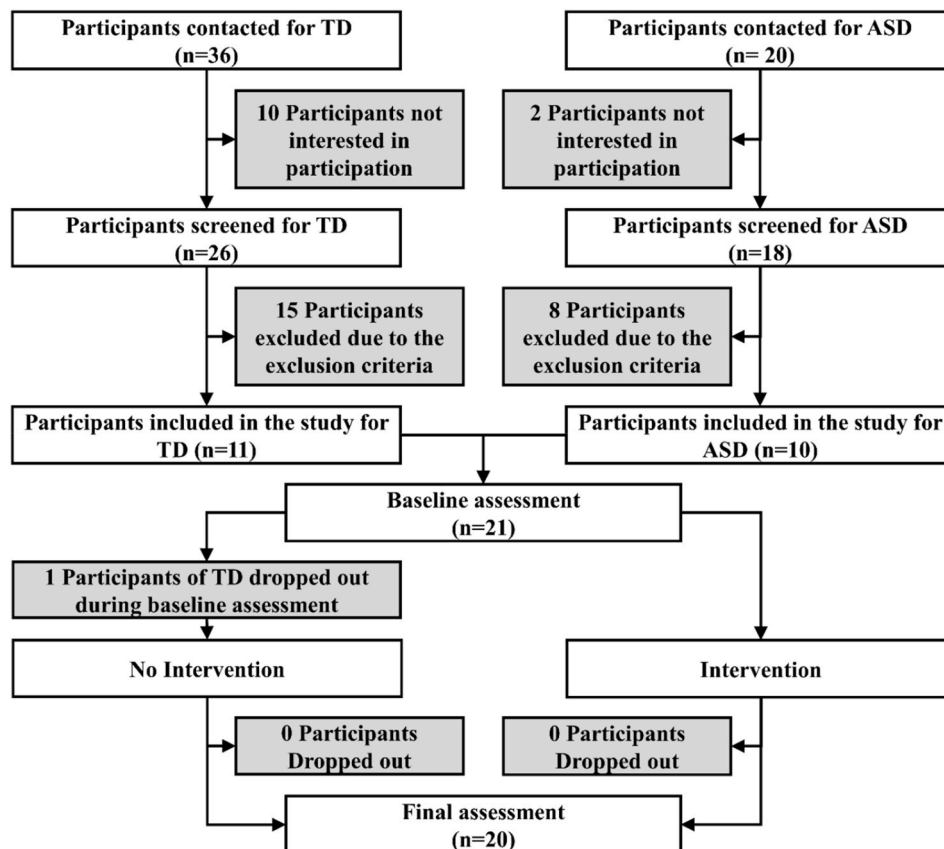 Participants contacted for TD
(n=36)
Participants contacted for ASD
(n= 20)
10 Participants not
interested in
participation
2 Participants not
interested in
participation
Participants screened for TD
(n=26)
Participants screened for ASD
(n=18)
15 Participants
excluded due to the
exclusion criteria
8 Participants
excluded due to the
exclusion criteria
Participants included in the study for
TD (n=11)
Participants included in the study for
ASD (n=10)
Baseline assessment
(n=21)
1 Participants of TD dropped out
during baseline assessment
No Intervention
Intervention
0 Participants
Dropped out
0 Participants
Dropped out
Final assessment
(n=20)